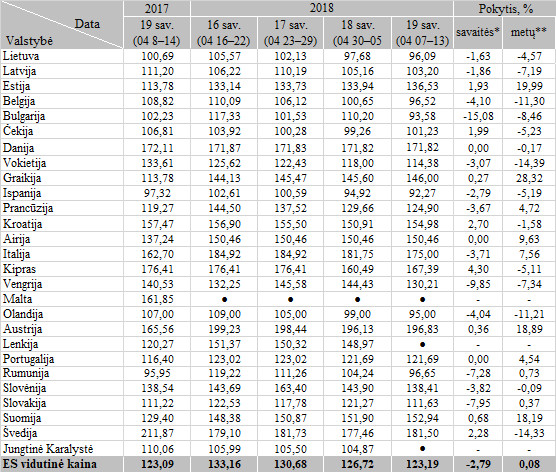 Data 2017 2018 Pokytis, %
Valstybė 19 sav. (04 8–14) 16 sav. (04 16–22) 17 sav. (04 23–29) 18 sav. (04 30–05 19 sav. (04 07–13) savaitės* metų**
Lietuva 100,69 105,57 102,13 97,68 96,09 -1,63 -4,57
Latvija 111,20 106,22 110,19 105,16 103,20 -1,86 -7,19
Estija 113,78 133,14 133,73 133,94 136,53 1,93 19,99
Belgija 108,82 110,09 106,12 100,65 96,52 -4,10 -11,30
Bulgarija 102,23 117,33 101,53 110,20 93,58 -15,08 -8,46
Čekija 106,81 103,92 100,28 99,26 101,23 1,99 -5,23
Danija 172,11 171,87 171,83 171,82 171,82 0,00 -0,17
Vokietija 133,61 125,62 122,43 118,00 114,38 -3,07 -14,39
Graikija 113,78 144,13 145,47 145,60 146,00 0,27 28,32
Ispanija 97,32 102,61 100,59 94,92 92,27 -2,79 -5,19
Prancūzija 119,27 144,50 137,52 129,66 124,90 -3,67 4,72
Kroatija 157,47 156,90 155,50 150,91 154,98 2,70 -1,58
Airija 137,24 150,46 150,46 150,46 150,46 0,00 9,63
Italija 162,70 184,92 184,92 181,75 175,00 -3,71 7,56
Kipras 176,41 176,41 176,41 160,49 167,39 4,30 -5,11
Vengrija 140,53 132,25 145,58 144,43 130,21 -9,85 -7,34
Malta 161,85 ● ● ● ● - -
Olandija 107,00 109,00 105,00 99,00 95,00 -4,04 -11,21
Austrija 165,56 199,23 198,44 196,13 196,83 0,36 18,89
Lenkija 120,27 151,37 150,32 148,97 ● - -
Portugalija 116,40 123,02 123,02 121,69 121,69 0,00 4,54
Rumunija 95,95 119,22 111,26 104,24 96,65 -7,28 0,73
Slovėnija 138,54 143,69 163,40 143,90 138,41 -3,82 -0,09
Slovakija 111,22 122,53 117,78 121,27 111,63 -7,95 0,37
Suomija 129,40 148,38 150,87 151,90 152,94 0,68 18,19
Švedija 211,87 179,10 181,73 177,46 181,50 2,28 -14,33
Jungtinė Karalystė 110,06 105,99 105,50 104,87 ● - -
ES vidutinė kaina 123,09 133,16 130,68 126,72 123,19 -2,79 0,08